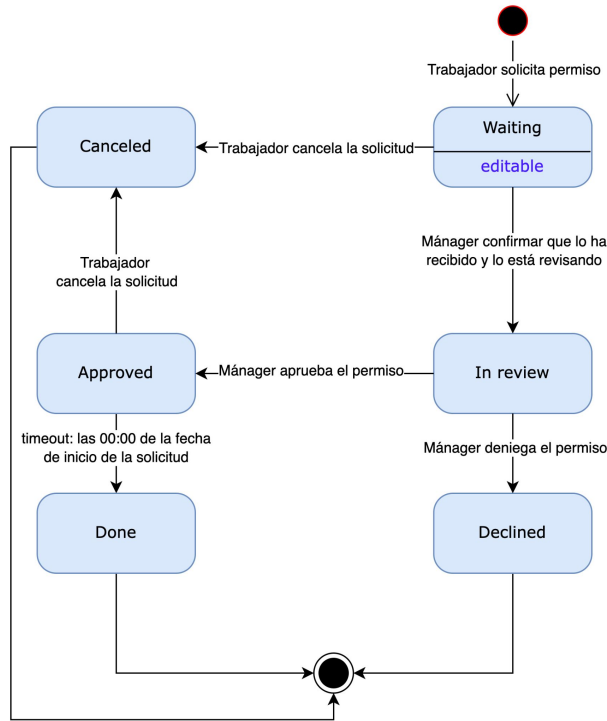 Trabajador solicita permiso
Canceled
Trabajador cancela la solicitud
Waiting
editable
Mánager confirmar que lo ha
recibido y lo está revisando
Trabajador
cancela la solicitud
Approved
Mánager aprueba el permiso
In review
timeout: las 00:00 de la fecha
de inicio de la solicitud
Mánager deniega el permiso
Done
Declined